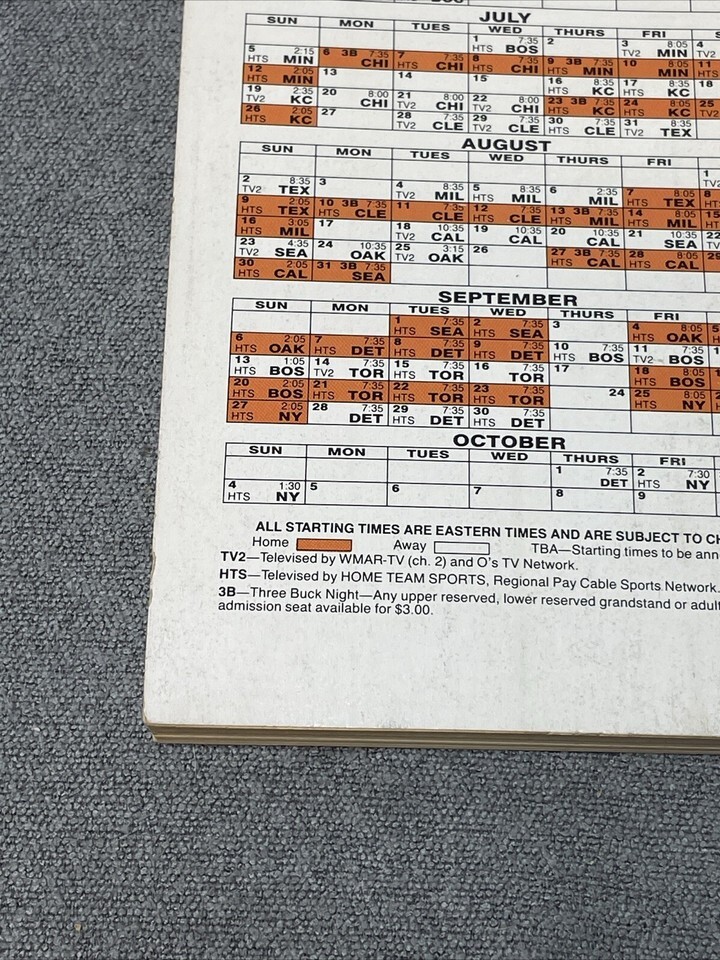 JULY
SUN MON TUES WED THURS FRI
1 7:35 2 3 8:05 4
HTS BOS TV2 MIN
5 2:15 6 3B 7:35 7 7:35 8 7:35 9 3B 7:35 10 8:05 11
HTS MIN CHI HTS CHI HTS CHI HTS MIN MIN HTS
12 2:05 13 14 15 16 8:35 17 8:35 18
HTS MIN HTS KC HTS KC
19 2:35 20 8:00 21 8:00 22 8:00 23 3B 7:35 24 8:05 25
TV2 KC CHI TV2 CHI TV2 CHI HTS KC HTS KC TV2
26 2:05 27 28 7:35 29 7:35 30 7:35 31 8:35
HTS KC TV2 CLE TV2 CLE HTS CLE TV2 TEX
AUGUST
SUN MON TUES WED THURS FRI
1
TV2
2 8:35 3 4 8:35 5 8:35 6 2:35 7 8:05 8
TV2 TEX TV2 MIL HTS MIL MIL HTS TEX HTS
9 2:05 10 3B 7:35 11 7:35 12 7:35 13 3B 7:35 14 8:05 15
HTS TEX HTS CLE CLE HTS CLE HTS MIL HTS MIL HTS
16 3:05 17 18 10:35 19 10:35 20 10:35 21 10:35 22
HTS MIL TV2 CAL CAL CAL SEA TV2
23 4:35 24 10:35 25 3:15 26 27 3B 7:35 28 8:05 29
TV2 SEA OAK TV2 OAK HTS CAL HTS CAL HTS
30 2:05 31 3B 7:35
HTS CAL SEA
SEPTEMBER
SUN MON TUES WED THURS FRI
1 7:35 2 7:35 3 4 8:05 5
HTS SEA HTS SEA HTS OAK
6 2:05 7 7:35 8 7:35 9 7:35 10 7:35 11 7:35
HTS OAK HTS DET HTS DET HTS DET HTS BOS TV2 BOS
13 1:05 14 7:35 15 7:35 16 7:35 17 18 8:05
HTS BOS TV2 TOR HTS TOR TOR HTS BOS
20 2:05 21 7:35 22 7:35 23 7:35 24 25 8:05
HTS BOS HTS TOR HTS TOR HTS TOR HTS NY
27 2:05 28 7:35 29 7:35 30 7:35
HTS NY DET HTS DET HTS DET
OCTOBER
SUN MON TUES WED THURS FRI
1 7:35 2 7:30
DET HTS NY
4 1:30 5 6 7 8 9
HTS NY
ALL STARTING TIMES ARE EASTERN TIMES AND ARE SUBJECT TO
Home Away TBA—Starting times to be
TV2—Televised by WMAR-TV (ch. 2) and O's TV Network.
HTS—Televised by HOME TEAM SPORTS, Regional Pay Cable Sports Network.
3B—Three Buck Night—Any upper reserved, lower reserved grandstand or
admission seat available for $3.00.